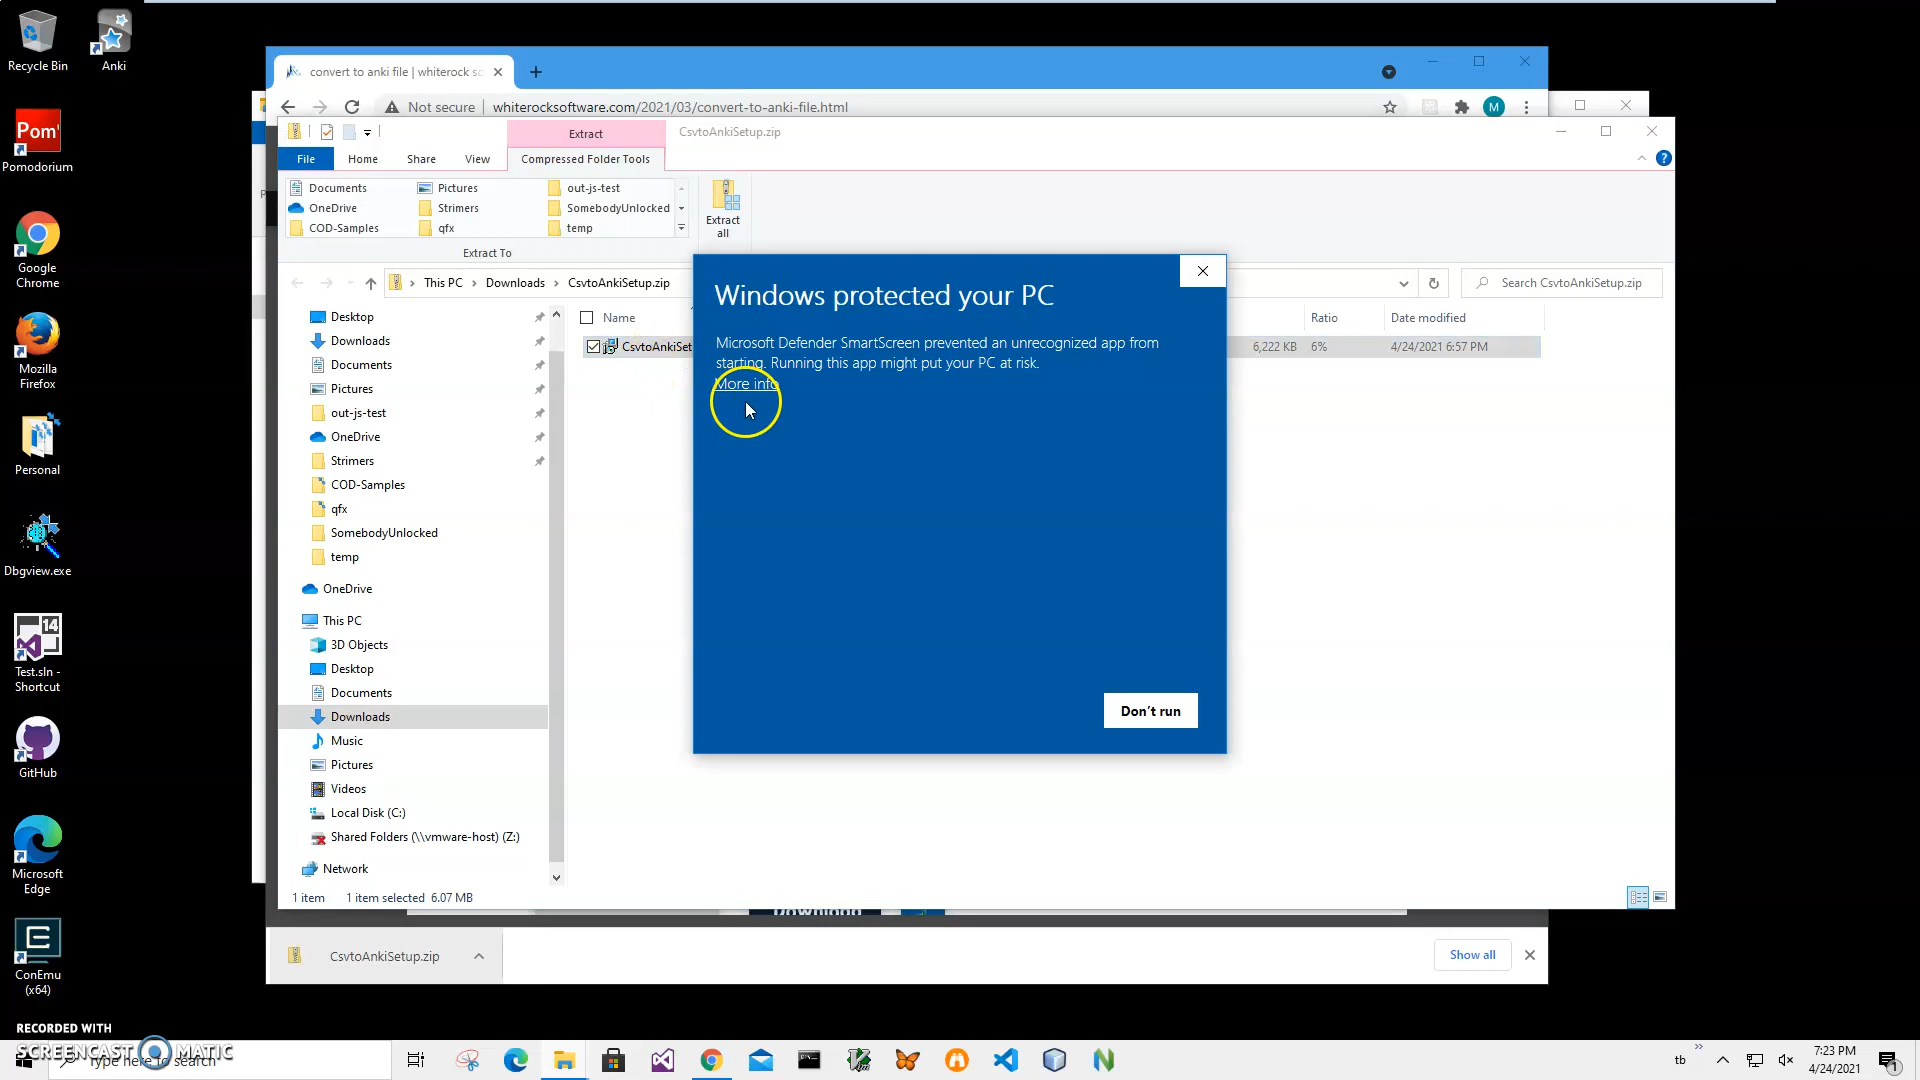 Recycle Bin
Anki
Pom'
Pomodorium
Google
Chrome
Mozilla
Firefox
Personal
Dbgview.exe
14
Test.sln -
Shortcut
GitHub
Microsoft
Edge
ConEmu
(x64)
convert to anki file | whiterock sc
Not secure
whiterocksoftware.com/2021/03/convert-to-anki-file.html
M
Extract
CsvtoAnkiSetup.zip
File
Home
Share
View
Compressed Folder Tools
Documents
Pictures
out-js-test
OneDrive
Strimers
SomebodyUnlocked
COD-Samples
qfx
temp
Extract To
Extract
all
This PC
Downloads
CsvtoAnkiSetup.zip
Search CsvtoAnkiSetup.zip
Desktop
Downloads
Documents
Pictures
out-js-test
OneDrive
Strimers
COD-Samples
qfx
SomebodyUnlocked
temp
OneDrive
This PC
3D Objects
Desktop
Documents
Downloads
Music
Pictures
Videos
Local Disk (C:)
Shared Folders (\\vmware-host) (Z:)
Network
Name
Ratio
Date modified
CsvtoAnkiSet
6,222 KB
6%
4/24/2021 6:57 PM
Windows protected your PC
Microsoft Defender SmartScreen prevented an unrecognized app from
starting. Running this app might put your PC at risk.
More info
Don't run
1 item
1 item selected 6.07 MB
Download
CsvtoAnkiSetup.zip
Show all
RECORDED WITH
SCREENCAST MATIC
Type here to search
tb
7:23 PM
4/24/2021
1